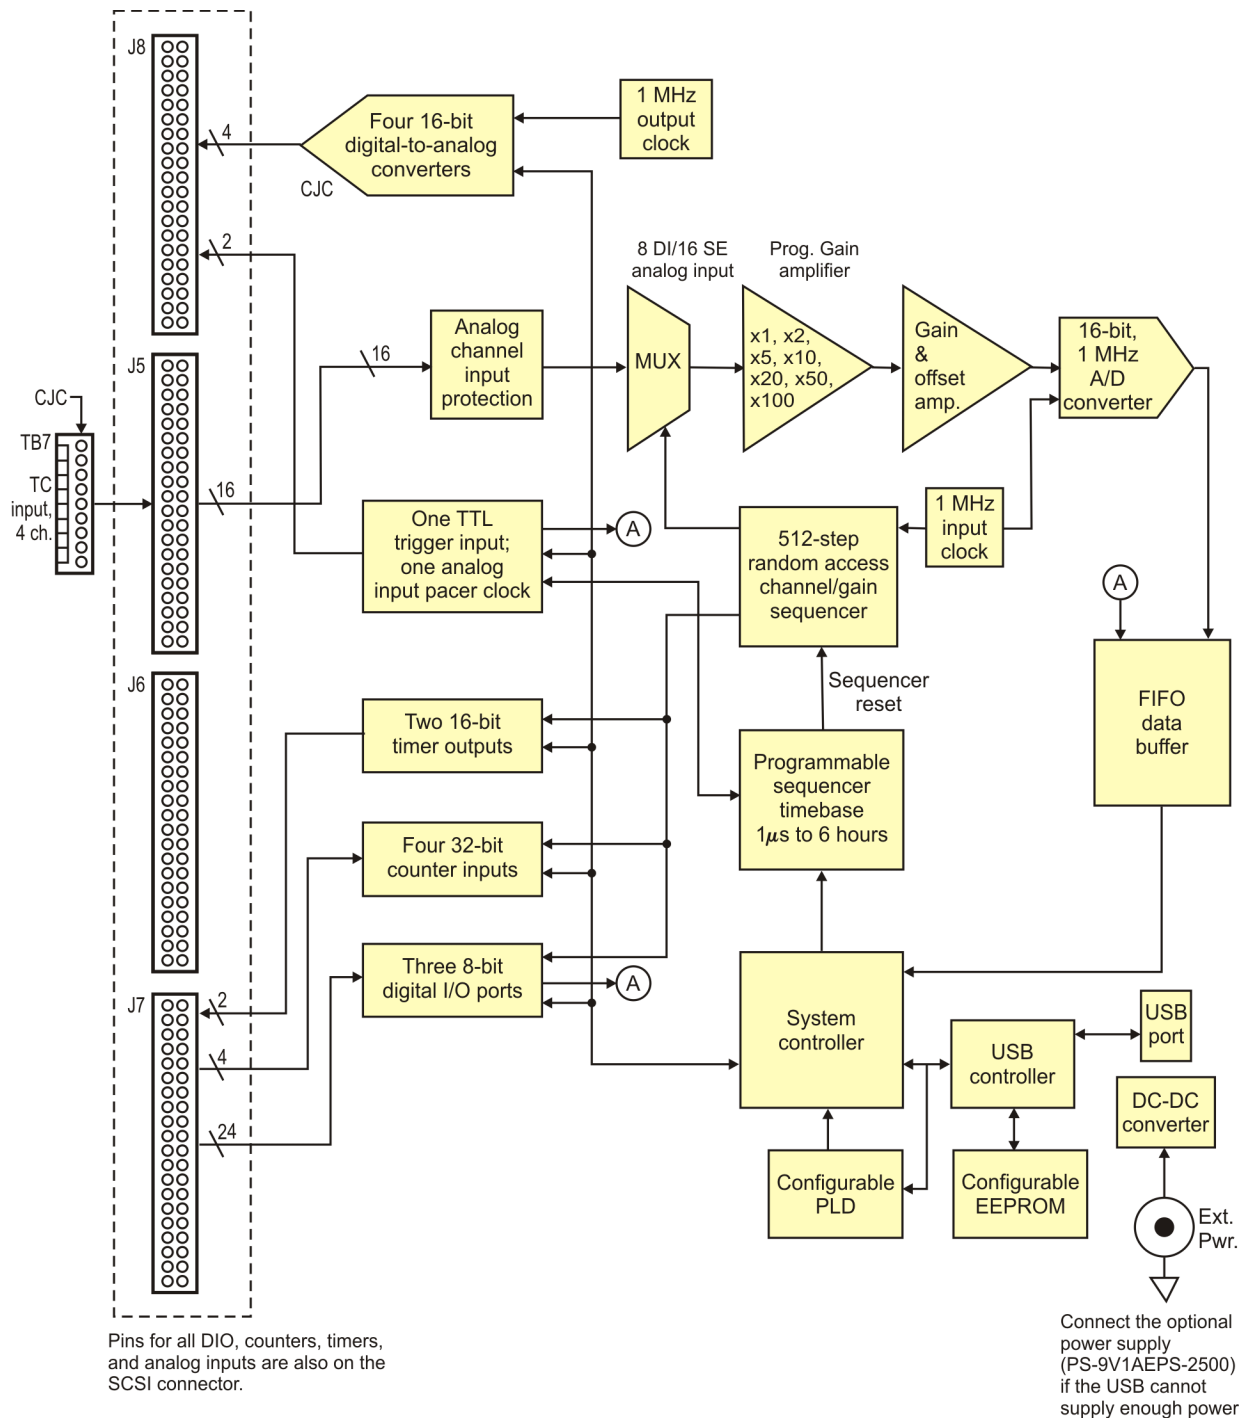 J8
4
Four 16-bit
digital-to-analog
converters
CJC
1 MHz
output
clock
2
8 DI/16 SE
analog input
Prog. Gain
amplifier
J5
16
Analog
channel
input
protection
MUX
x1, x2,
x5, x10,
x20, x50,
x100
Gain
&
offset
amp.
16-bit,
1 MHz
A/D
converter
CJC
TB7
TC
input,
4 ch.
16
One TTL
trigger input;
one analog
input pacer clock
A
512-step
random access
channel/gain
sequencer
1 MHz
input
clock
A
Sequencer
reset
FIFO
data
buffer
J6
Two 16-bit
timer outputs
Programmable
sequencer
timebase
1µs to 6 hours
Four 32-bit
counter inputs
Three 8-bit
digital I/O ports
A
J7
2
4
24
System
controller
USB
controller
USB
port
DC-DC
converter
Configurable
PLD
Configurable
EEPROM
Ext.
Pwr.
Pins for all DIO, counters, timers,
and analog inputs are also on the
SCSI connector.
Connect the optional
power supply
(PS-9V1AEPS-2500)
if the USB cannot
supply enough power